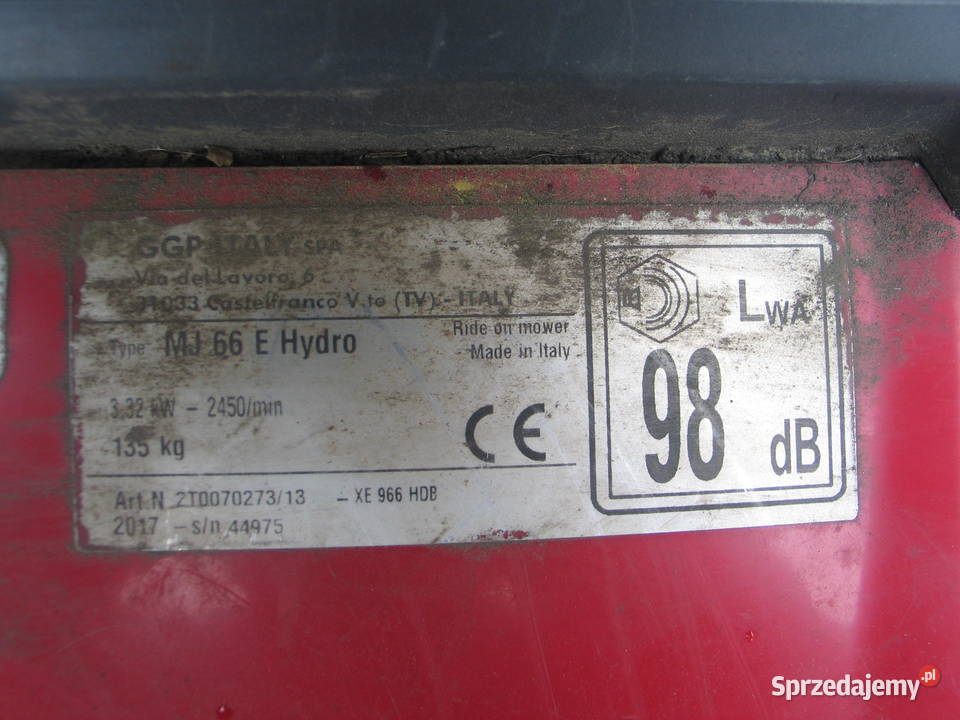 GGP ITALY SPA
Via del Lavoro, 6
31033 Castelfranco V.to (TV) - ITALY
Type MJ 66 E Hydro
Ride on mower
Made in Italy
3,32 kW - 2450/min
135 kg
CE
Art.N 2T0070273/13 - XE 966 HDB
2017 - s/n 44975
LWA
98
dB
Sprzedajemy.pl